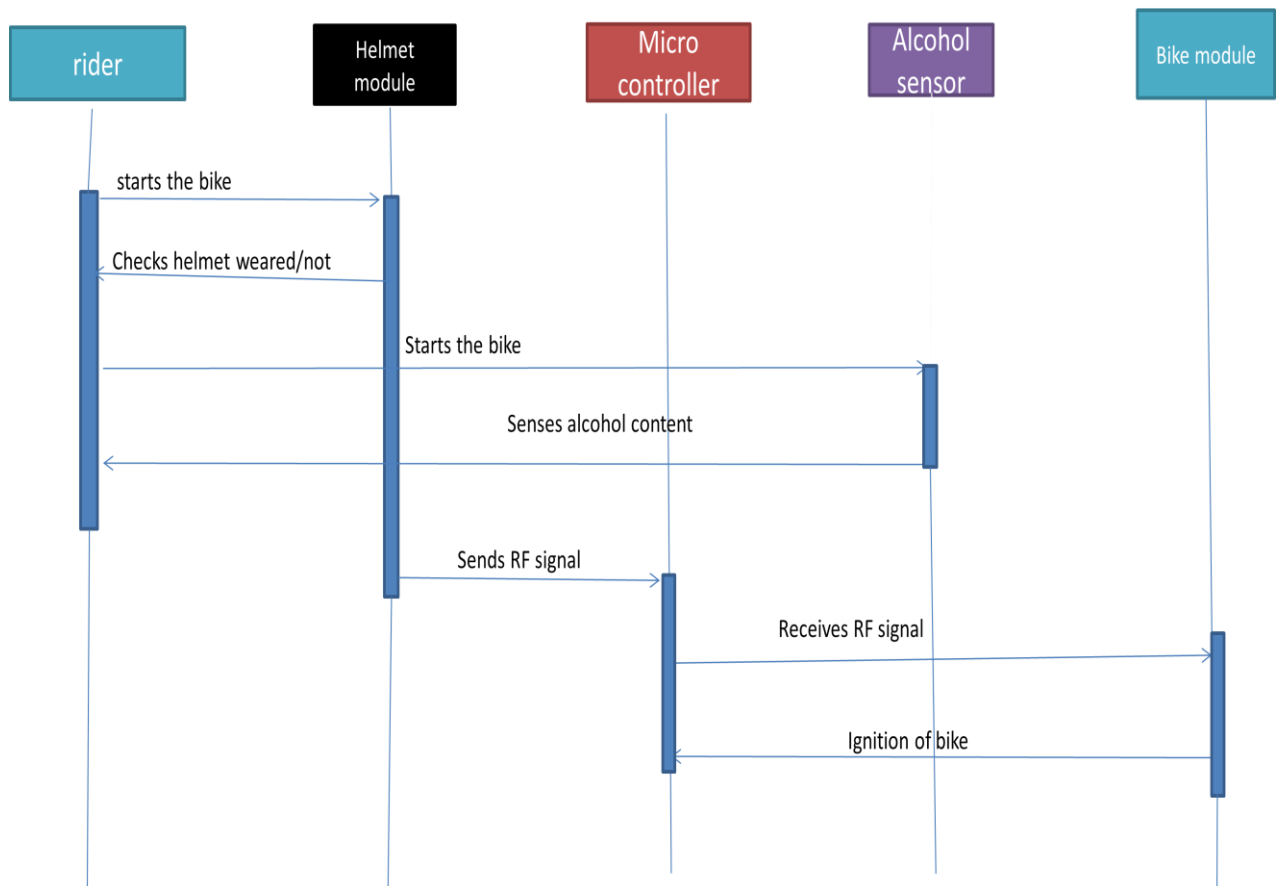 rider
Helmet
module
Micro
controller
Alcohol
sensor
Bike module
starts the bike
Checks helmet weared/not
Starts the bike
Senses alcohol content
Sends RF signal
Receives RF signal
Ignition of bike